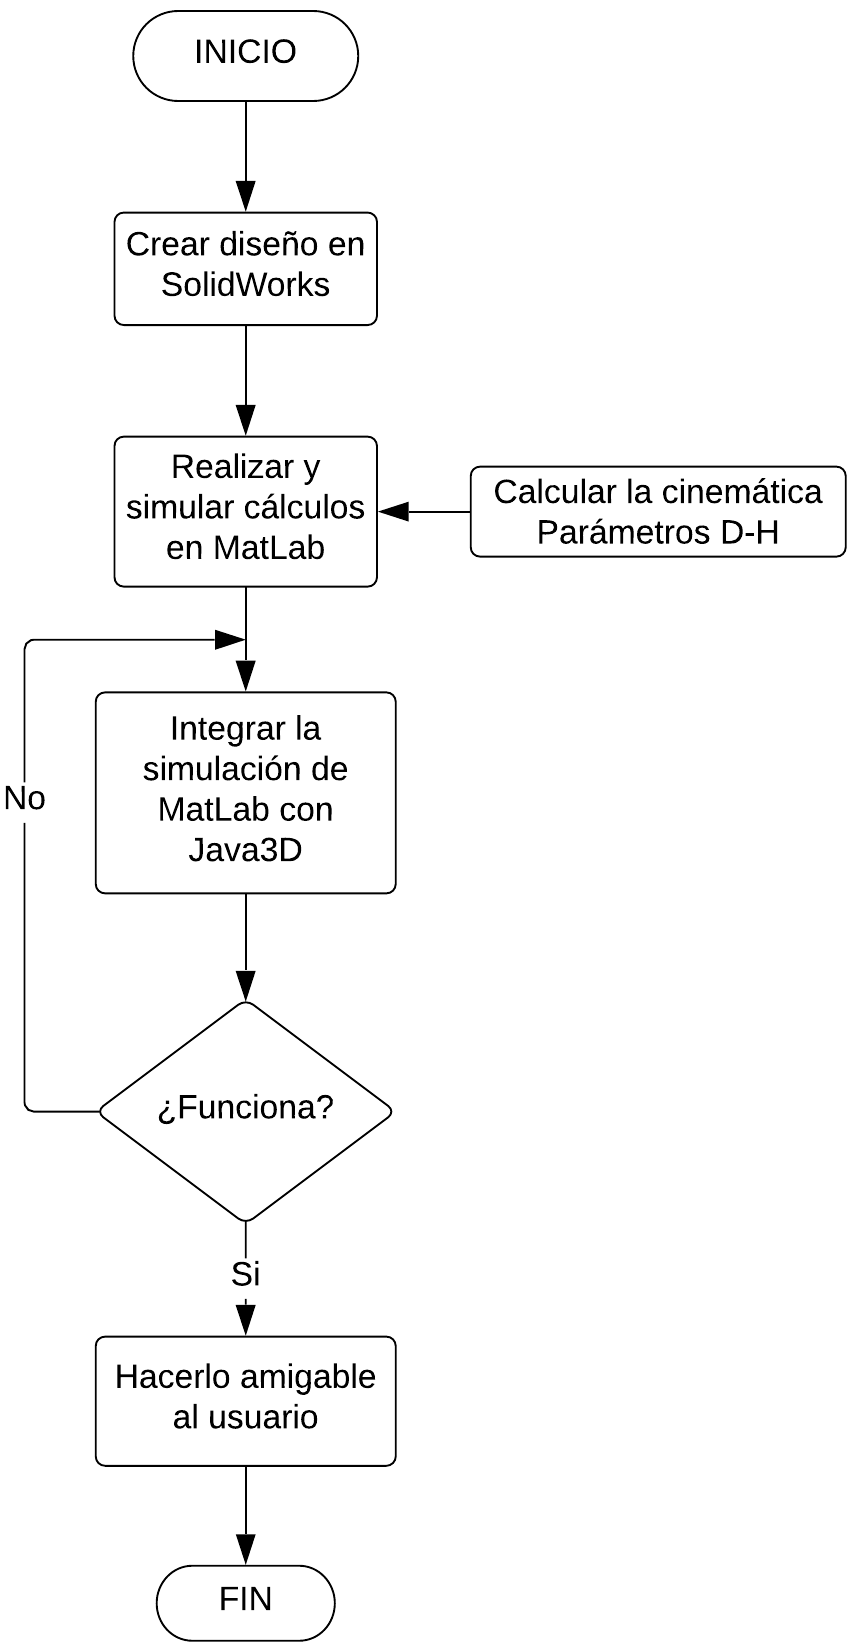 INICIO
Crear diseño en
SolidWorks
Realizar y
simular cálculos
en MatLab
Calcular la cinemática
Parámetros D-H
Integrar la
simulación de
MatLab con
Java3D
No
¿Funciona?
Si
Hacerlo amigable
al usuario
FIN